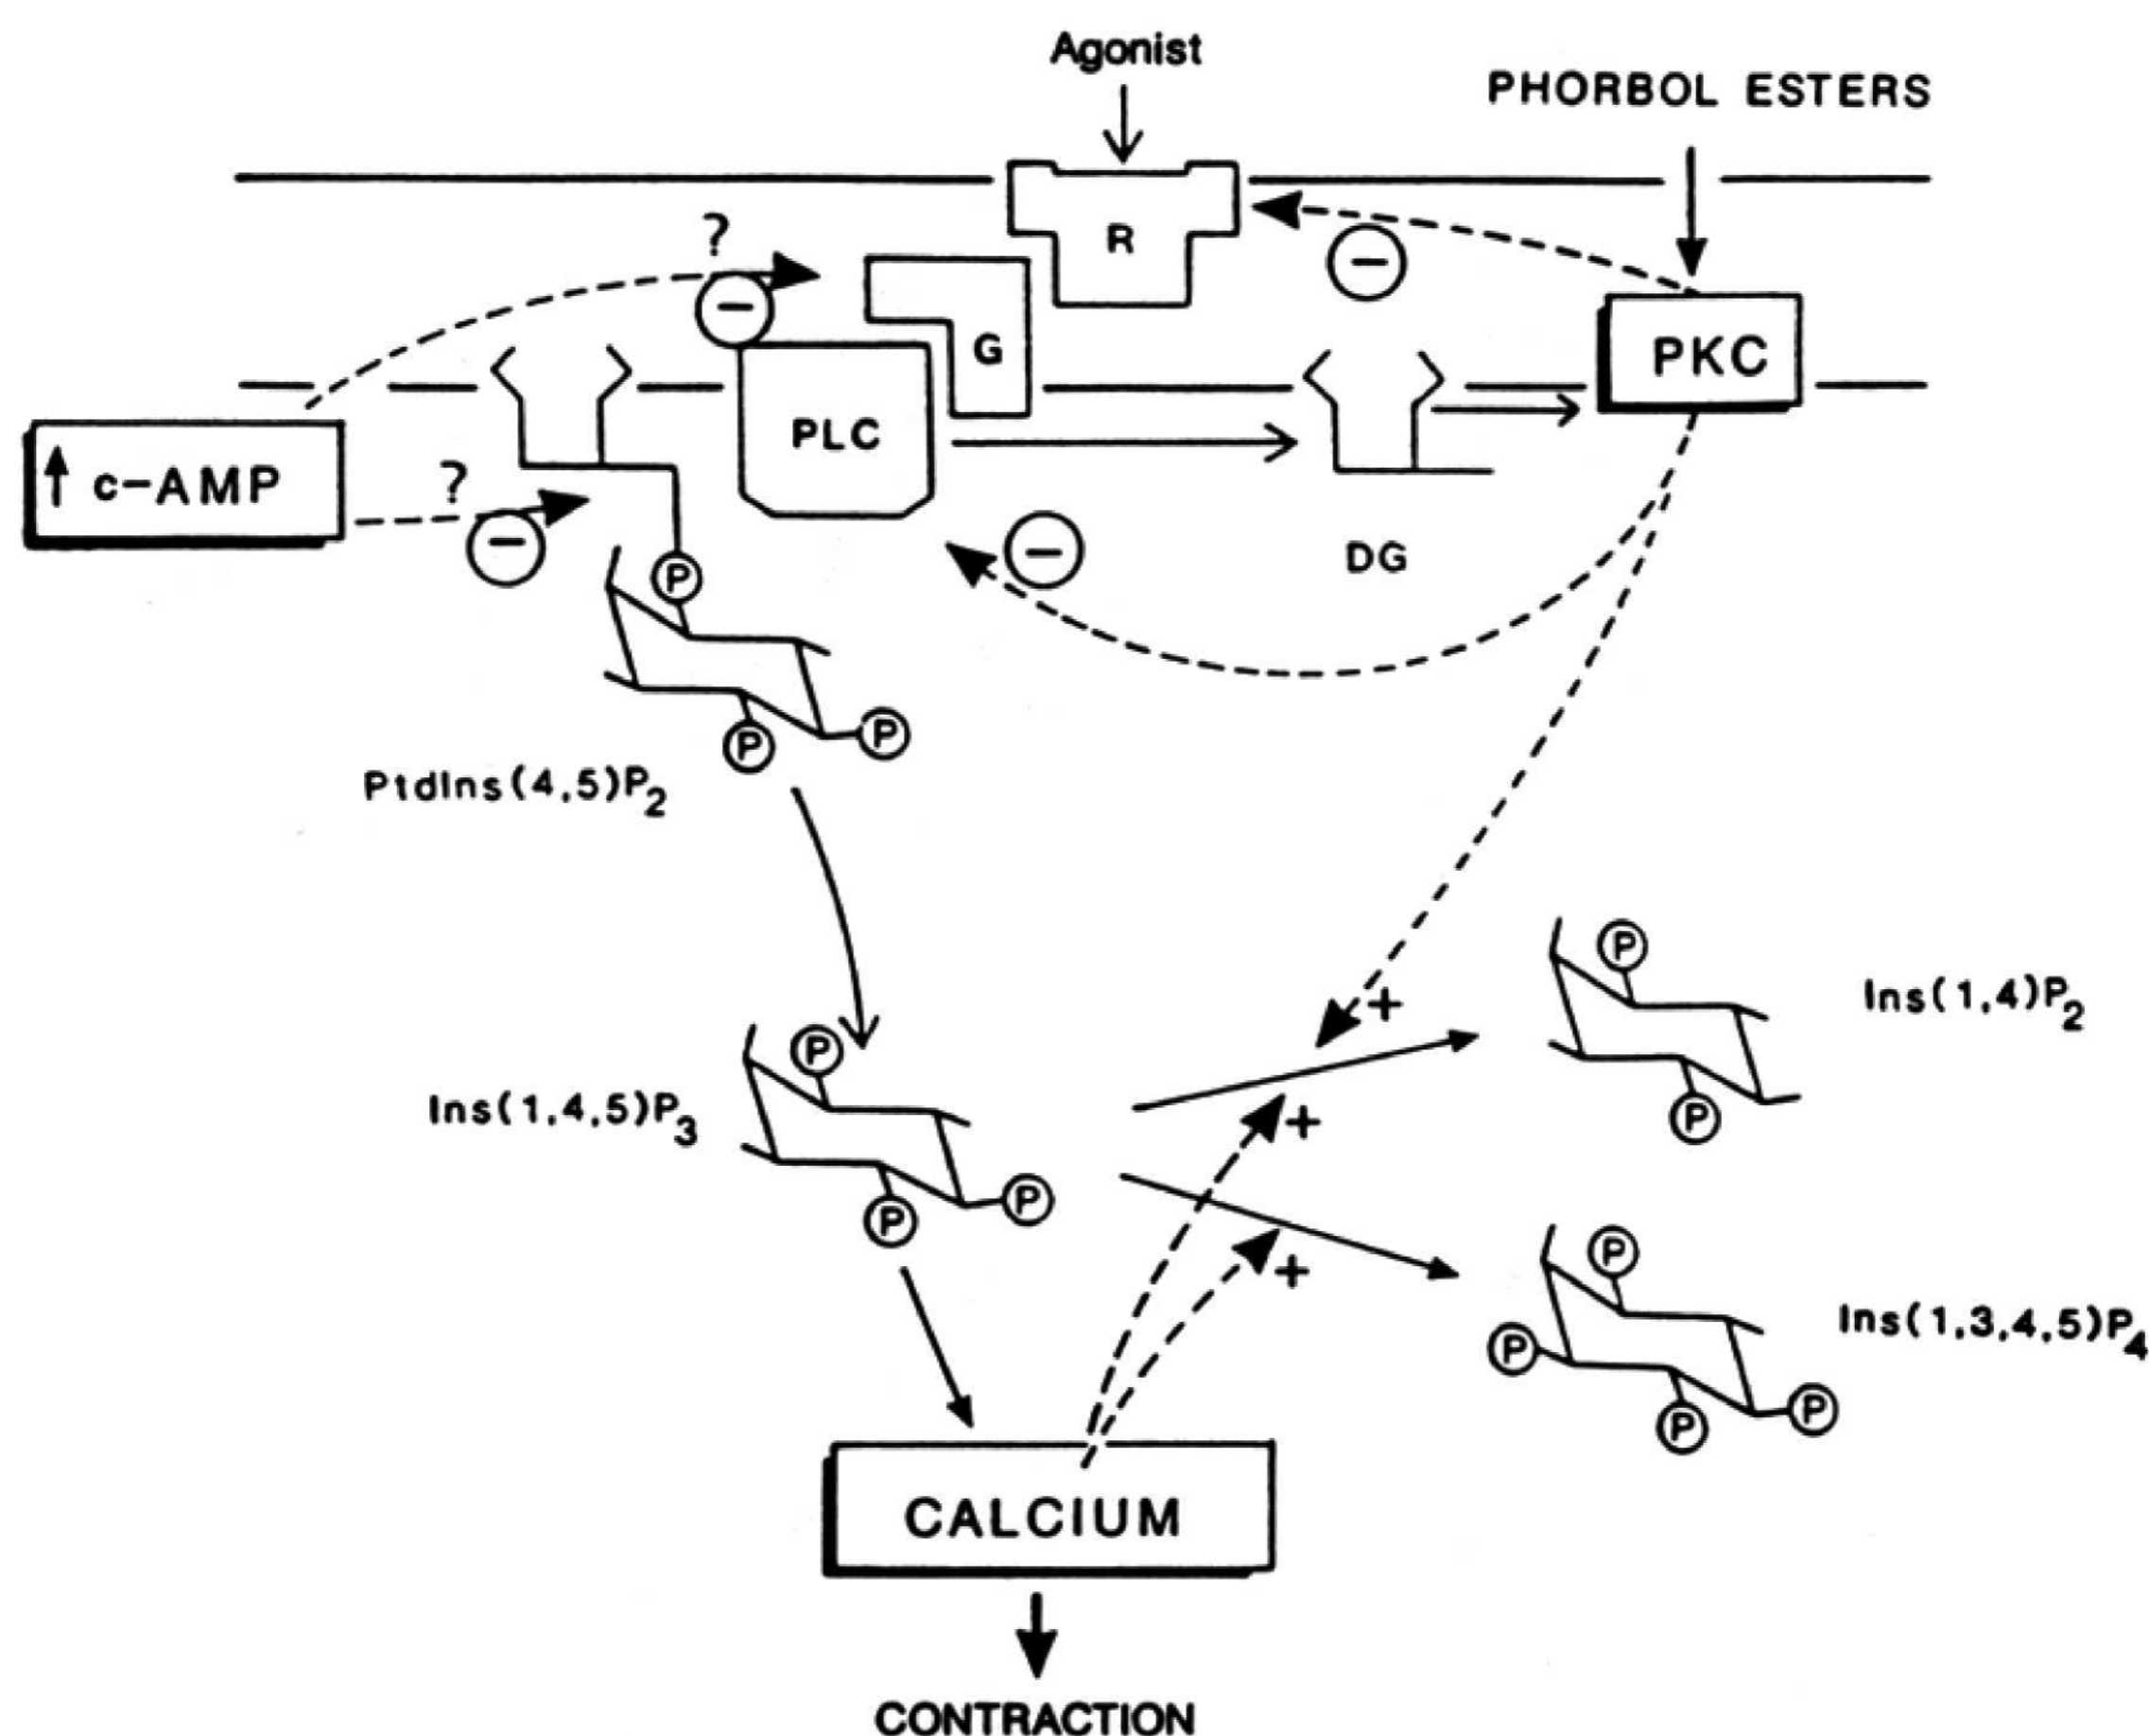 Agonist
PHORBOL ESTERS
?
R
−
−
G
PKC
PLC
↑ c-AMP
?
−
−
DG
P
P
P
PtdIns(4,5)P2
P
+
Ins(1,4)P2
P
Ins(1,4,5)P3
+
P
P
P
+
P
Ins(1,3,4,5)P4
P
P
P
CALCIUM
CONTRACTION